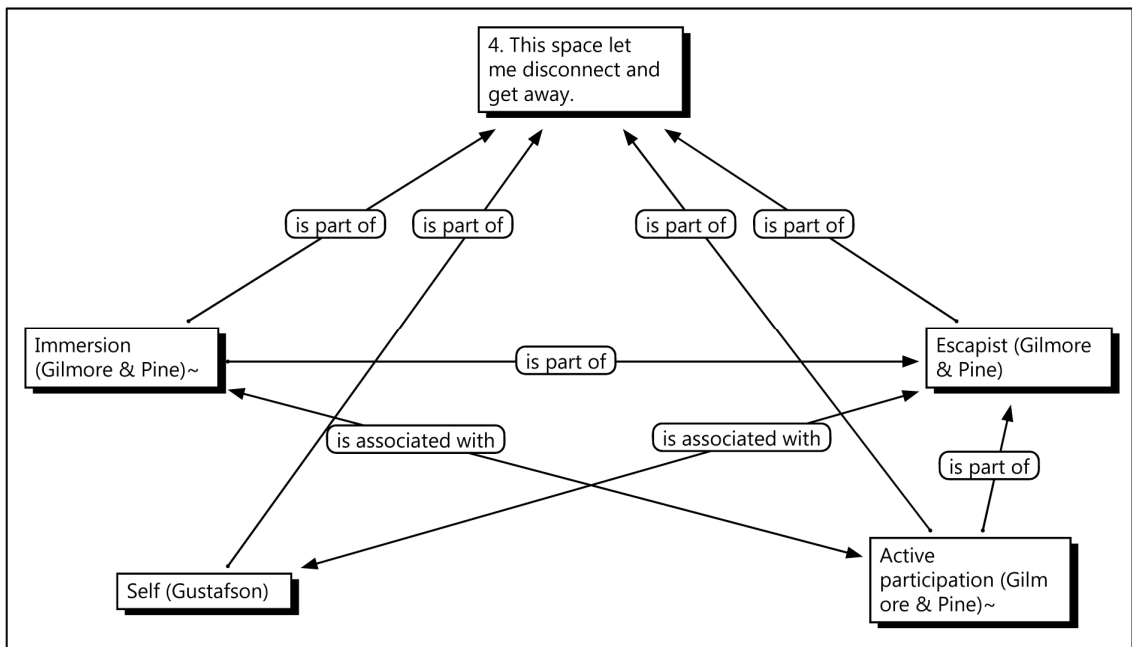 4. This space let
me disconnect and
get away.
is part of
is part of
is part of
is part of
Immersion
(Gilmore & Pine)~
is part of
Escapist (Gilmore
& Pine)
is associated with
is associated with
is part of
Self (Gustafson)
Active
participation (Gilm
ore & Pine)~